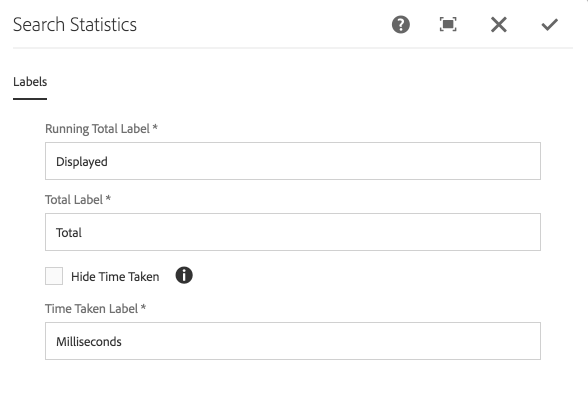 Search Statistics
Labels
Running Total Label *
Displayed
Total Label *
Total
Hide Time Taken
Time Taken Label *
Milliseconds